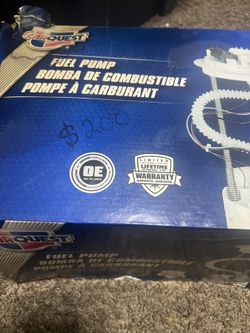 FUEL PUMP
BOMBA DE COMBUSTIBLE
POMPE À CARBURANT
$200
OE
LIMITED
LIFETIME
WARRANTY
FUEL PUMP
BOMBA DE COMBUSTIBLE
POMPE À CARBURANT